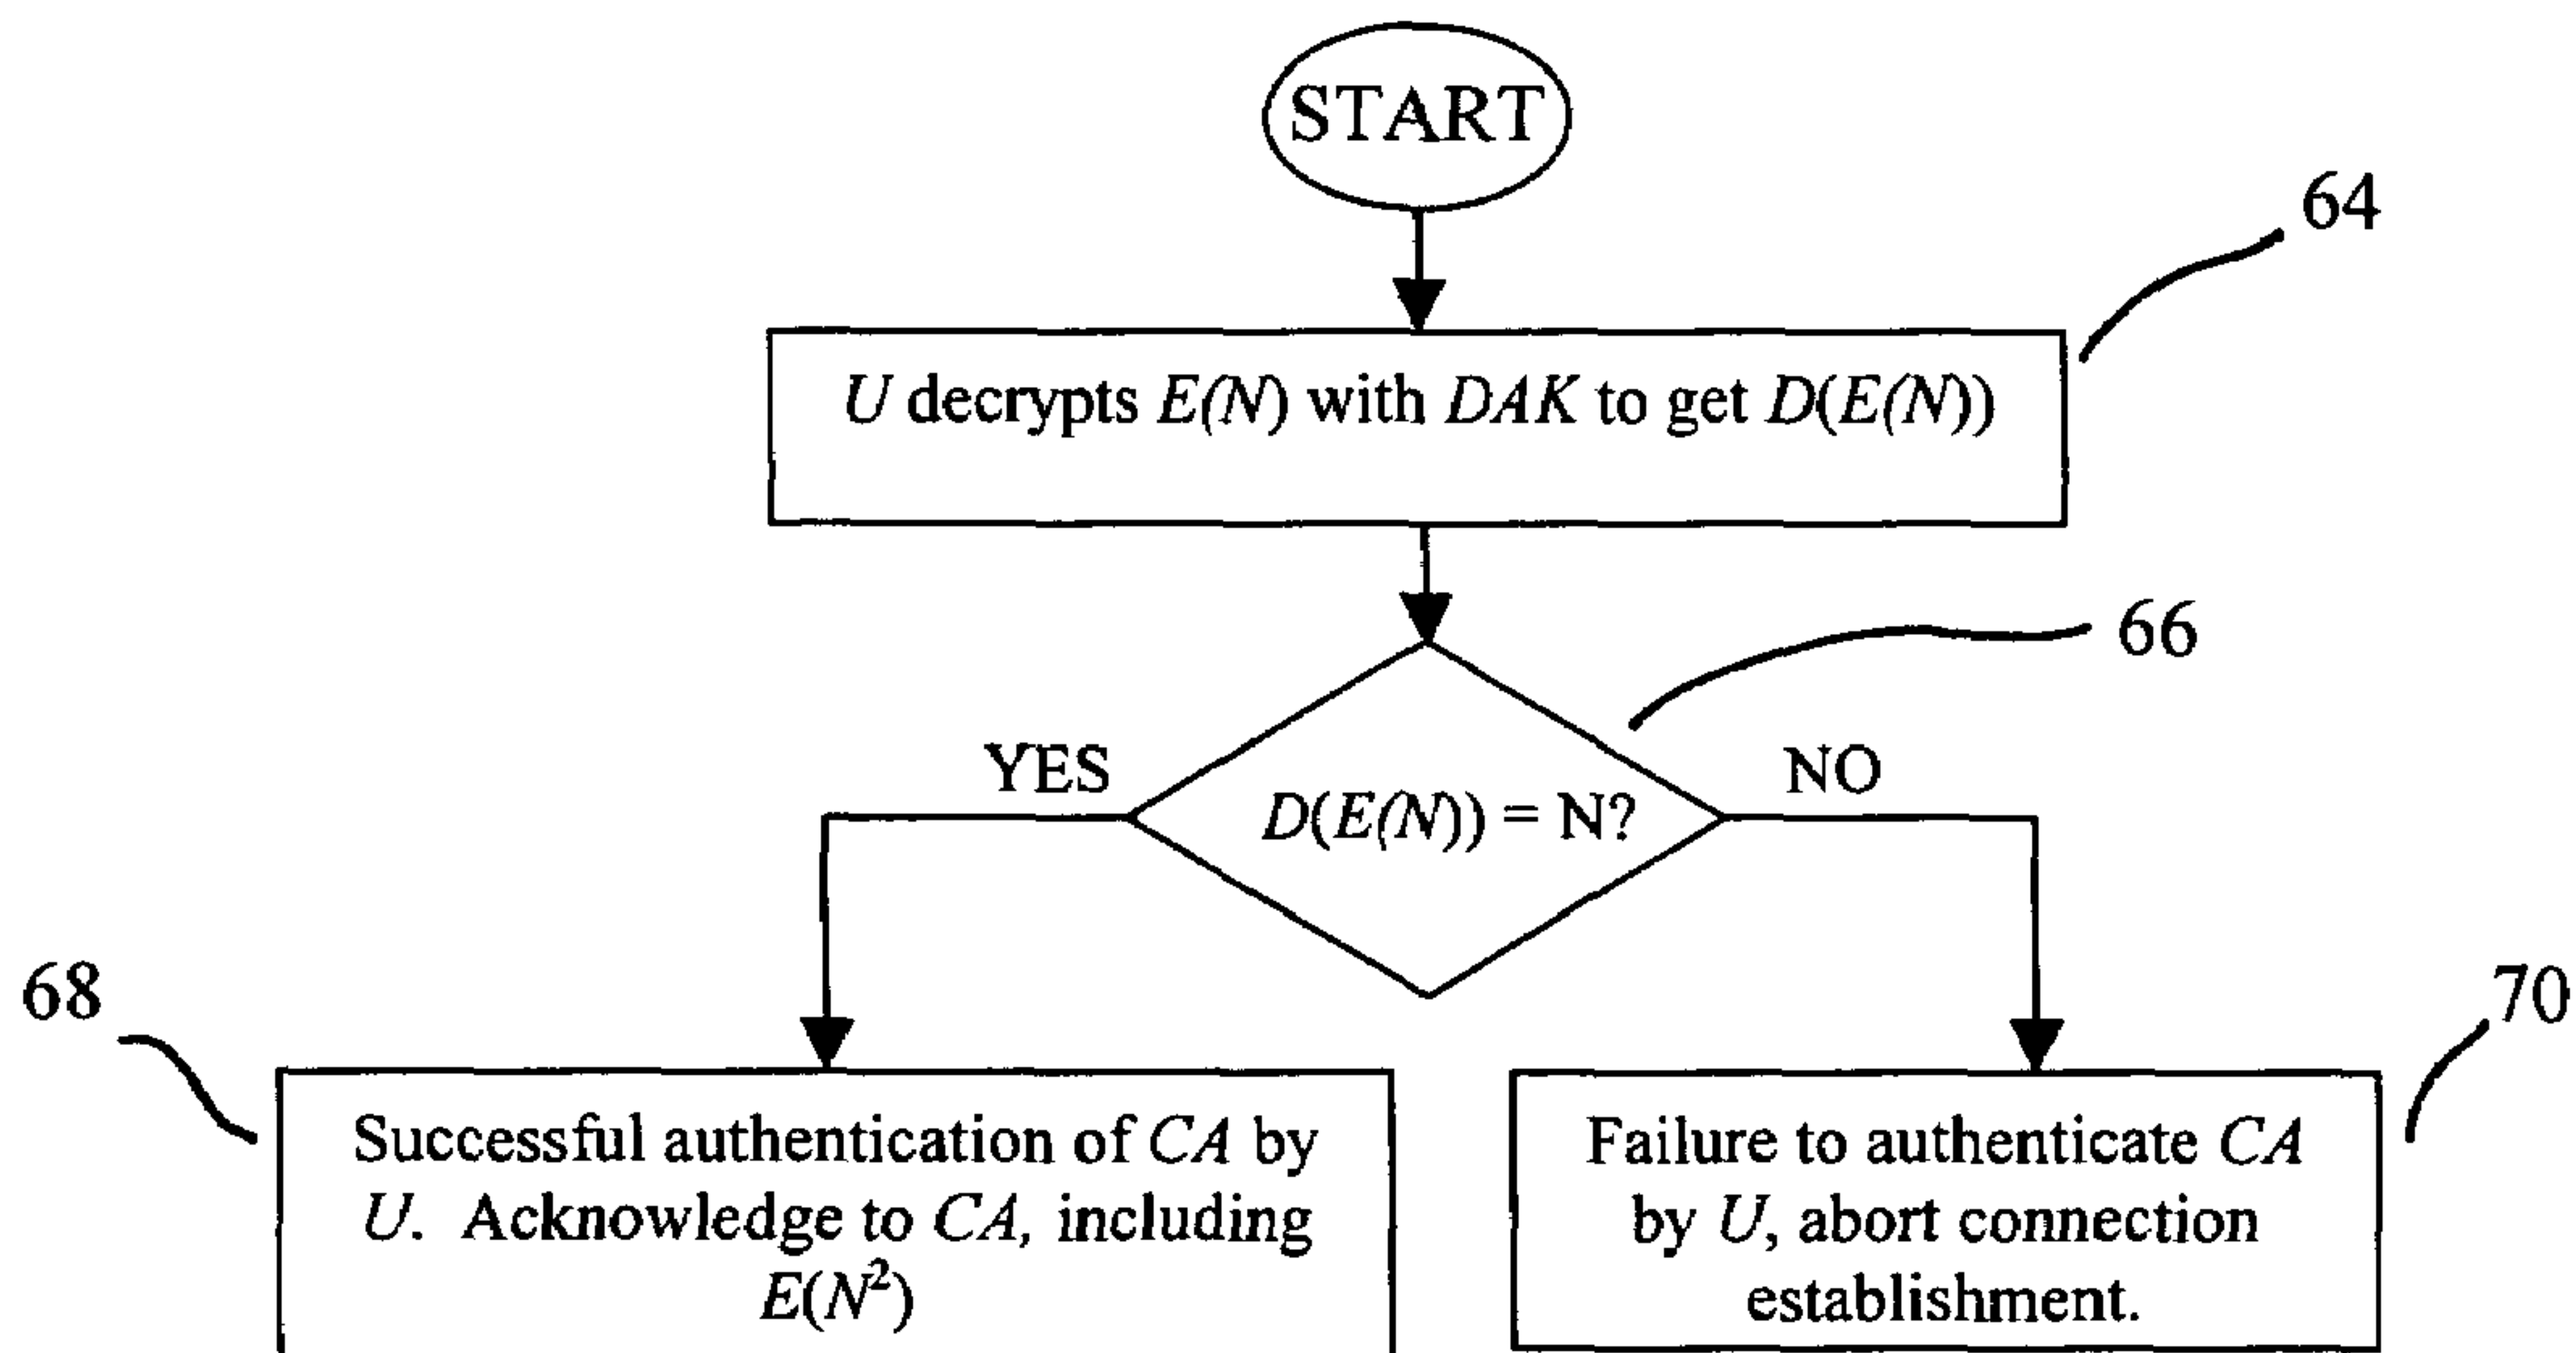 START
64
U decrypts E(N) with DAK to get D(E(N))
66
YES
NO
D(E(N)) = N?
68
70
Successful authentication of CA by
U. Acknowledge to CA, including
E(N²)
Failure to authenticate CA
by U, abort connection
establishment.